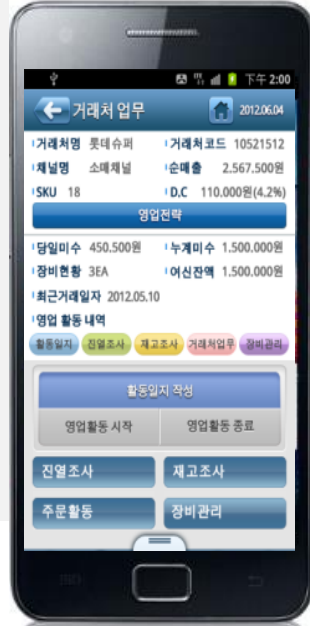 下午 2:00
거래처 업무 2012.06.04
거래처명 롯데슈퍼 거래처코드 10521512
채널명 소매채널 순매출 2.567.500원
SKU 18 D.C 110.000원(4.2%)
영업전략
당일미수 450.500원 누계미수 1.500.000원
장비현황 3EA 여신잔액 1.500.000원
최근거래일자 2012.05.10
영업 활동 내역
활동일지 진열조사 재고조사 거래처업무 장비관리
활동일지 작성
영업활동 시작 영업활동 종료
진열조사 재고조사
주문활동 장비관리